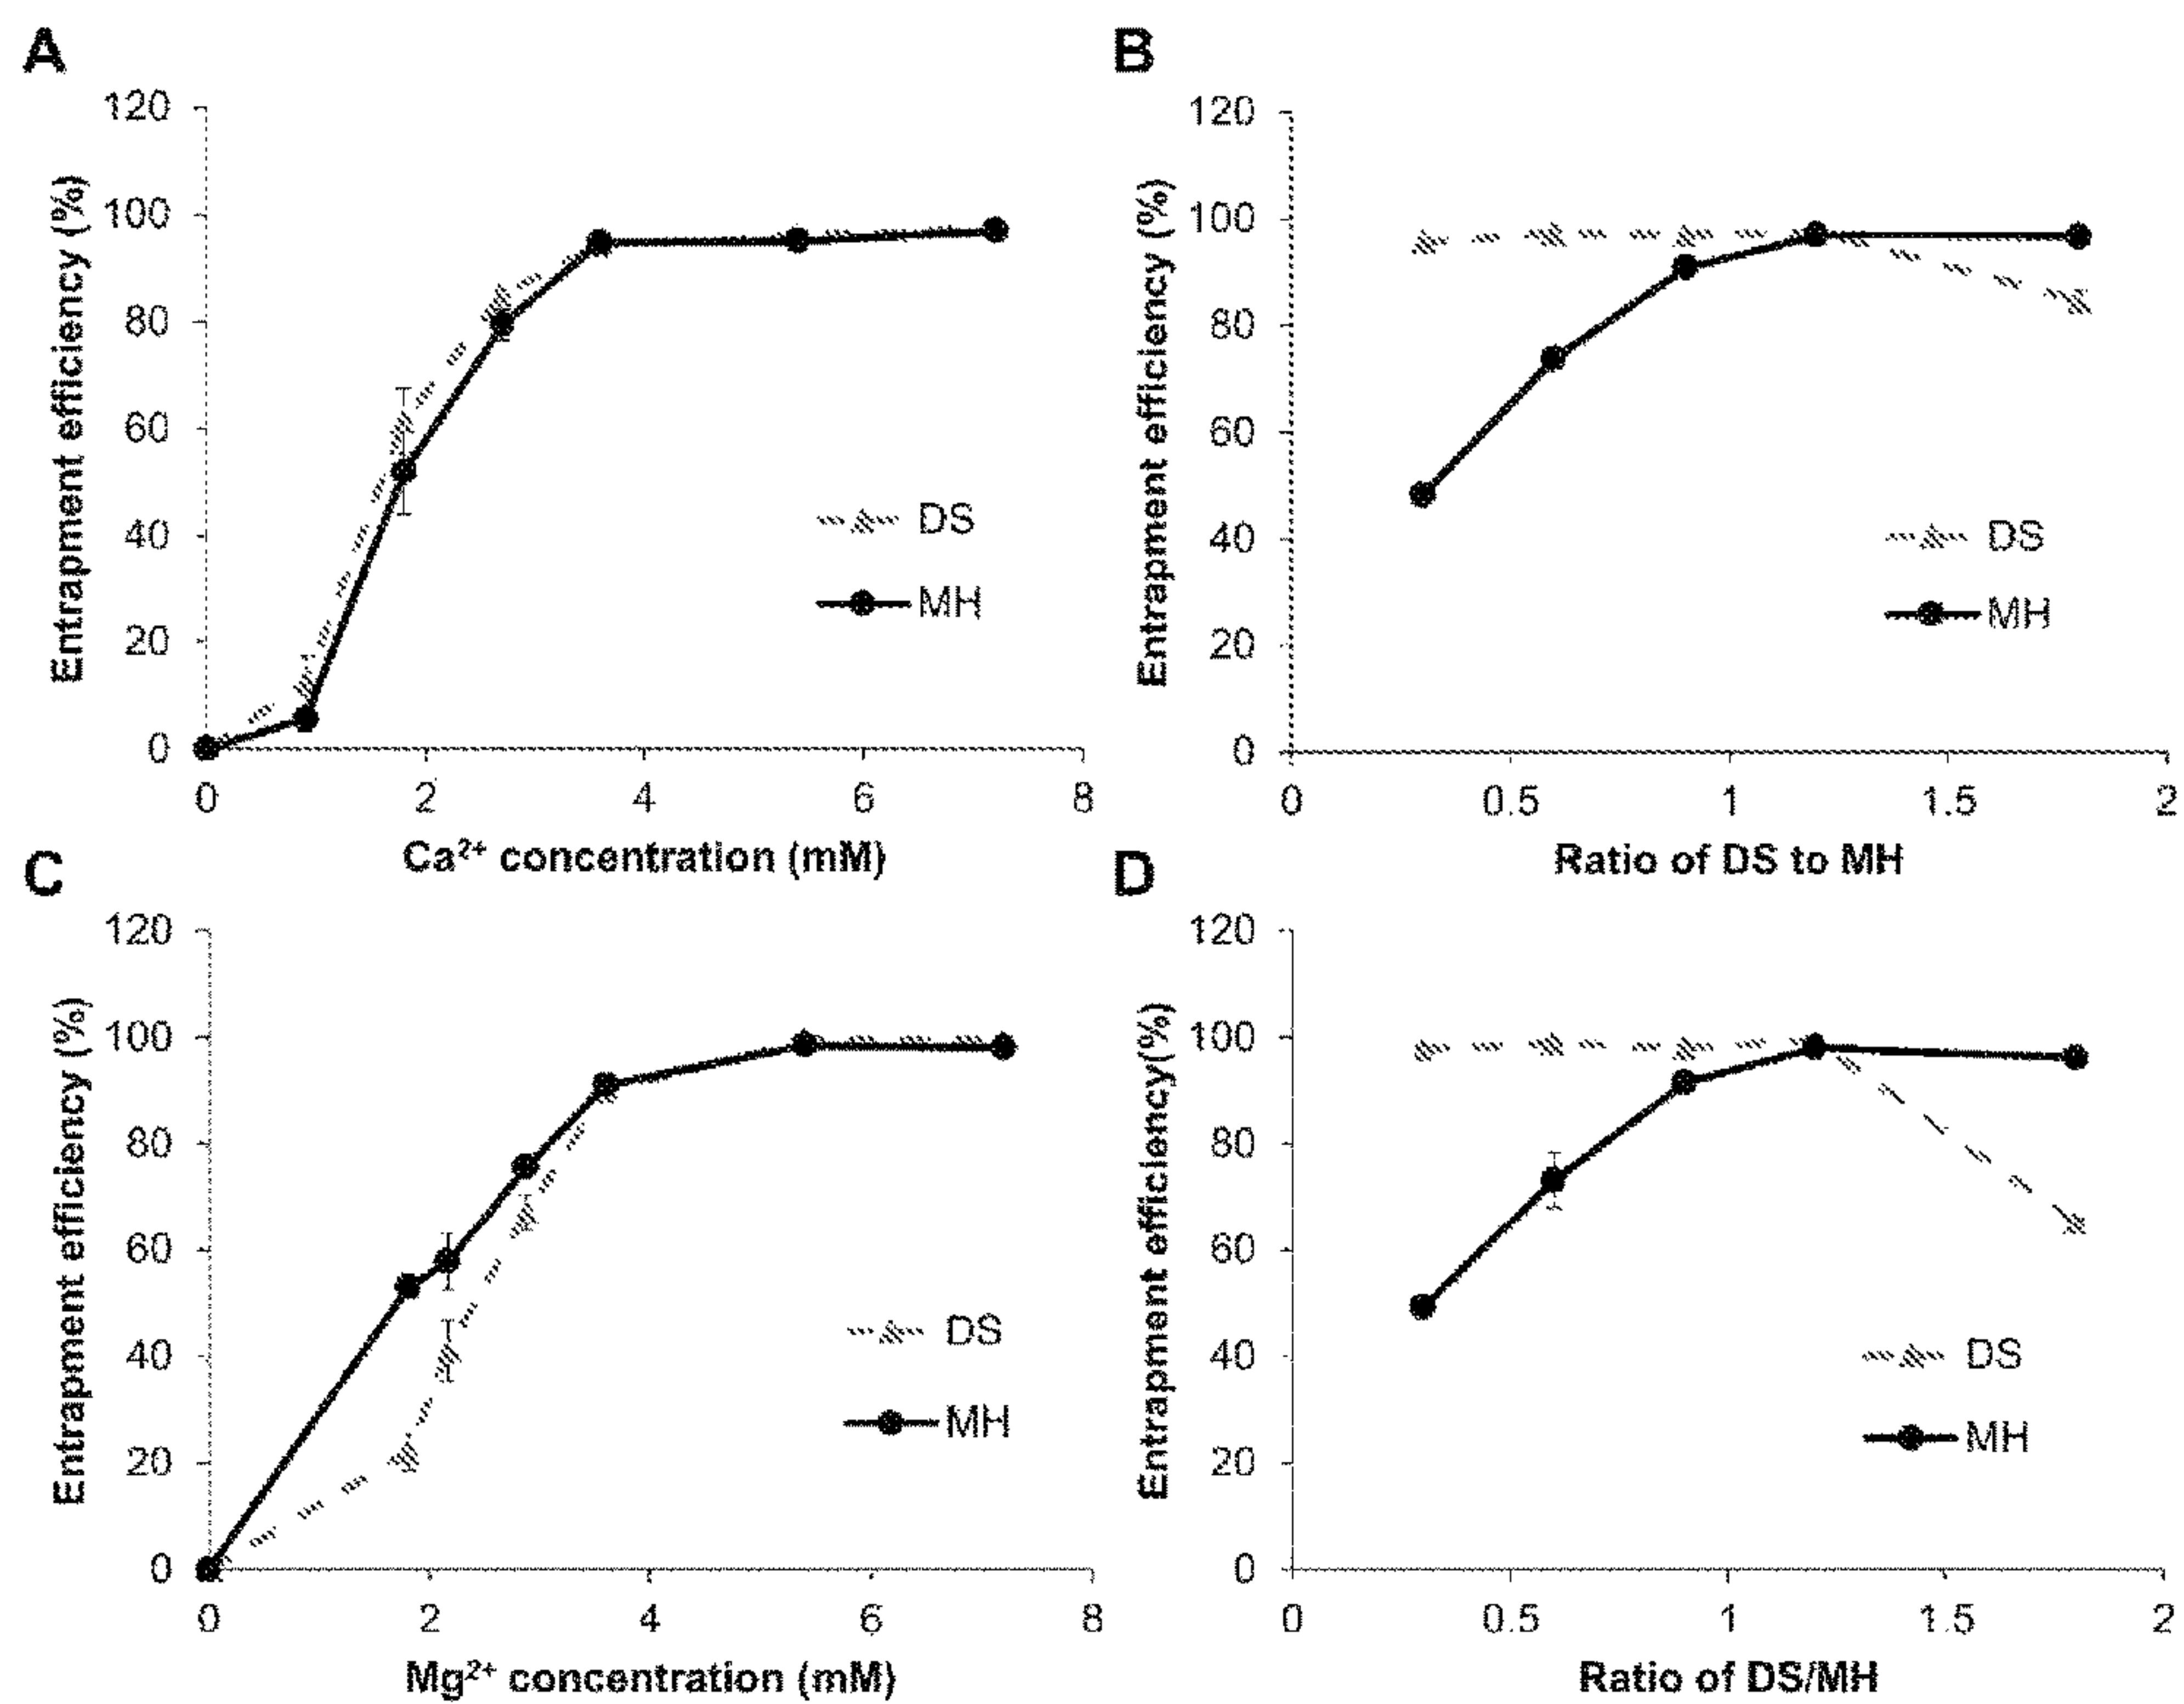 A
Entrapment efficiency (%)
120
100
80
60
40
20
0
0 2 4 6 8
Ca²⁺ concentration (mM)
DS
MH
B
Entrapment efficiency (%)
120
100
80
60
40
20
0
0 0.5 1 1.5 2
Ratio of DS to MH
DS
MH
C
Entrapment efficiency (%)
120
100
80
60
40
20
0
0 2 4 6 8
Mg²⁺ concentration (mM)
DS
MH
D
Entrapment efficiency(%)
120
100
80
60
40
20
0
0 0.5 1 1.5 2
Ratio of DS/MH
DS
MH